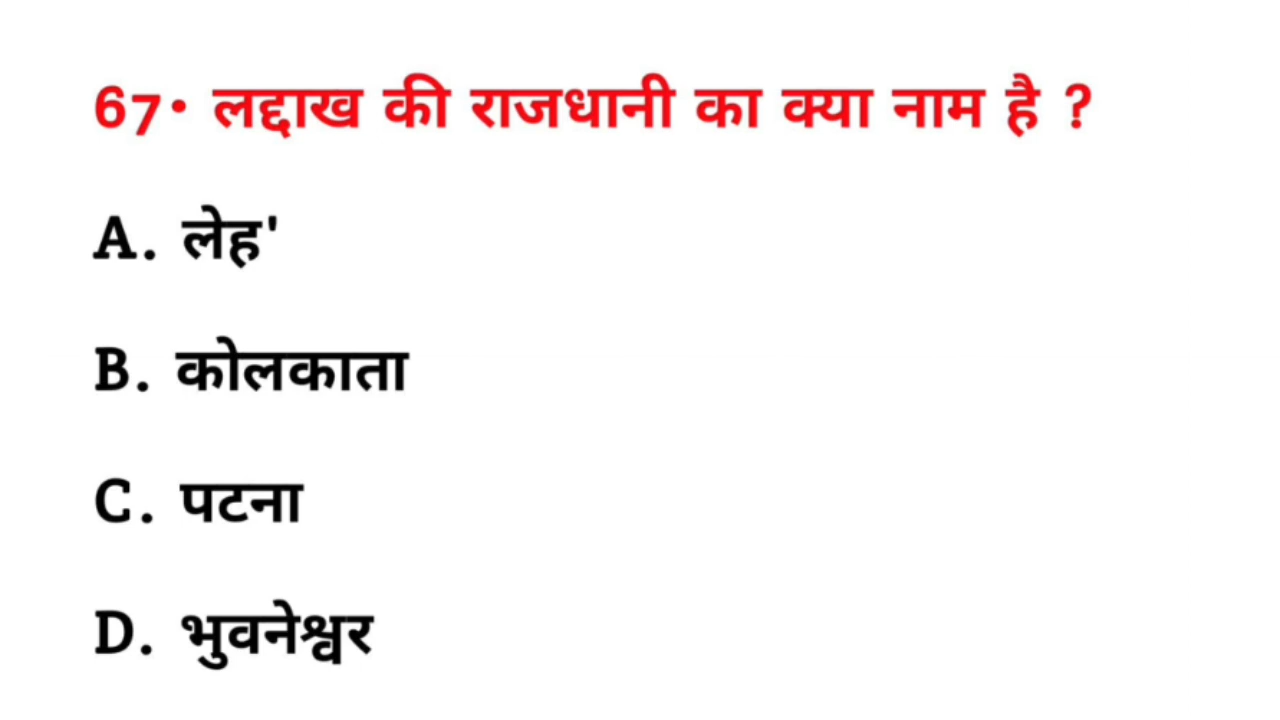 67• लद्दाख की राजधानी का क्या नाम है ?
A. लेह'
B. कोलकाता
C. पटना
D. भुवनेश्वर